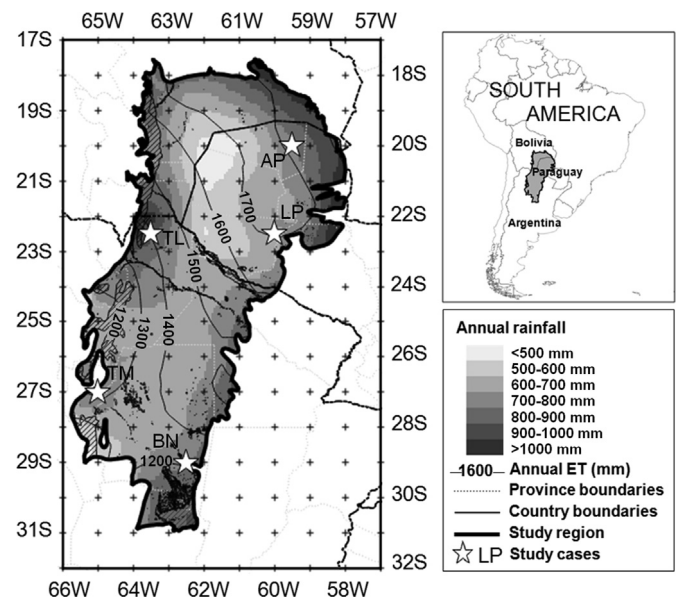 65W 63W 61W 59W 57W
17S
18S
19S
20S
AP
21S
1700
LP
22S
1600
TL
23S
1500
24S
1200
1300
1400
25S
26S
TM
27S
28S
BN
29S
1200
30S
31S
32S
66W 64W 62W 60W 58W
SOUTH
AMERICA
Bolivia
Paraguay
Argentina
Annual rainfall
<500 mm
500-600 mm
600-700 mm
700-800 mm
800-900 mm
900-1000 mm
>1000 mm
1600 Annual ET (mm)
Province boundaries
Country boundaries
Study region
LP Study cases